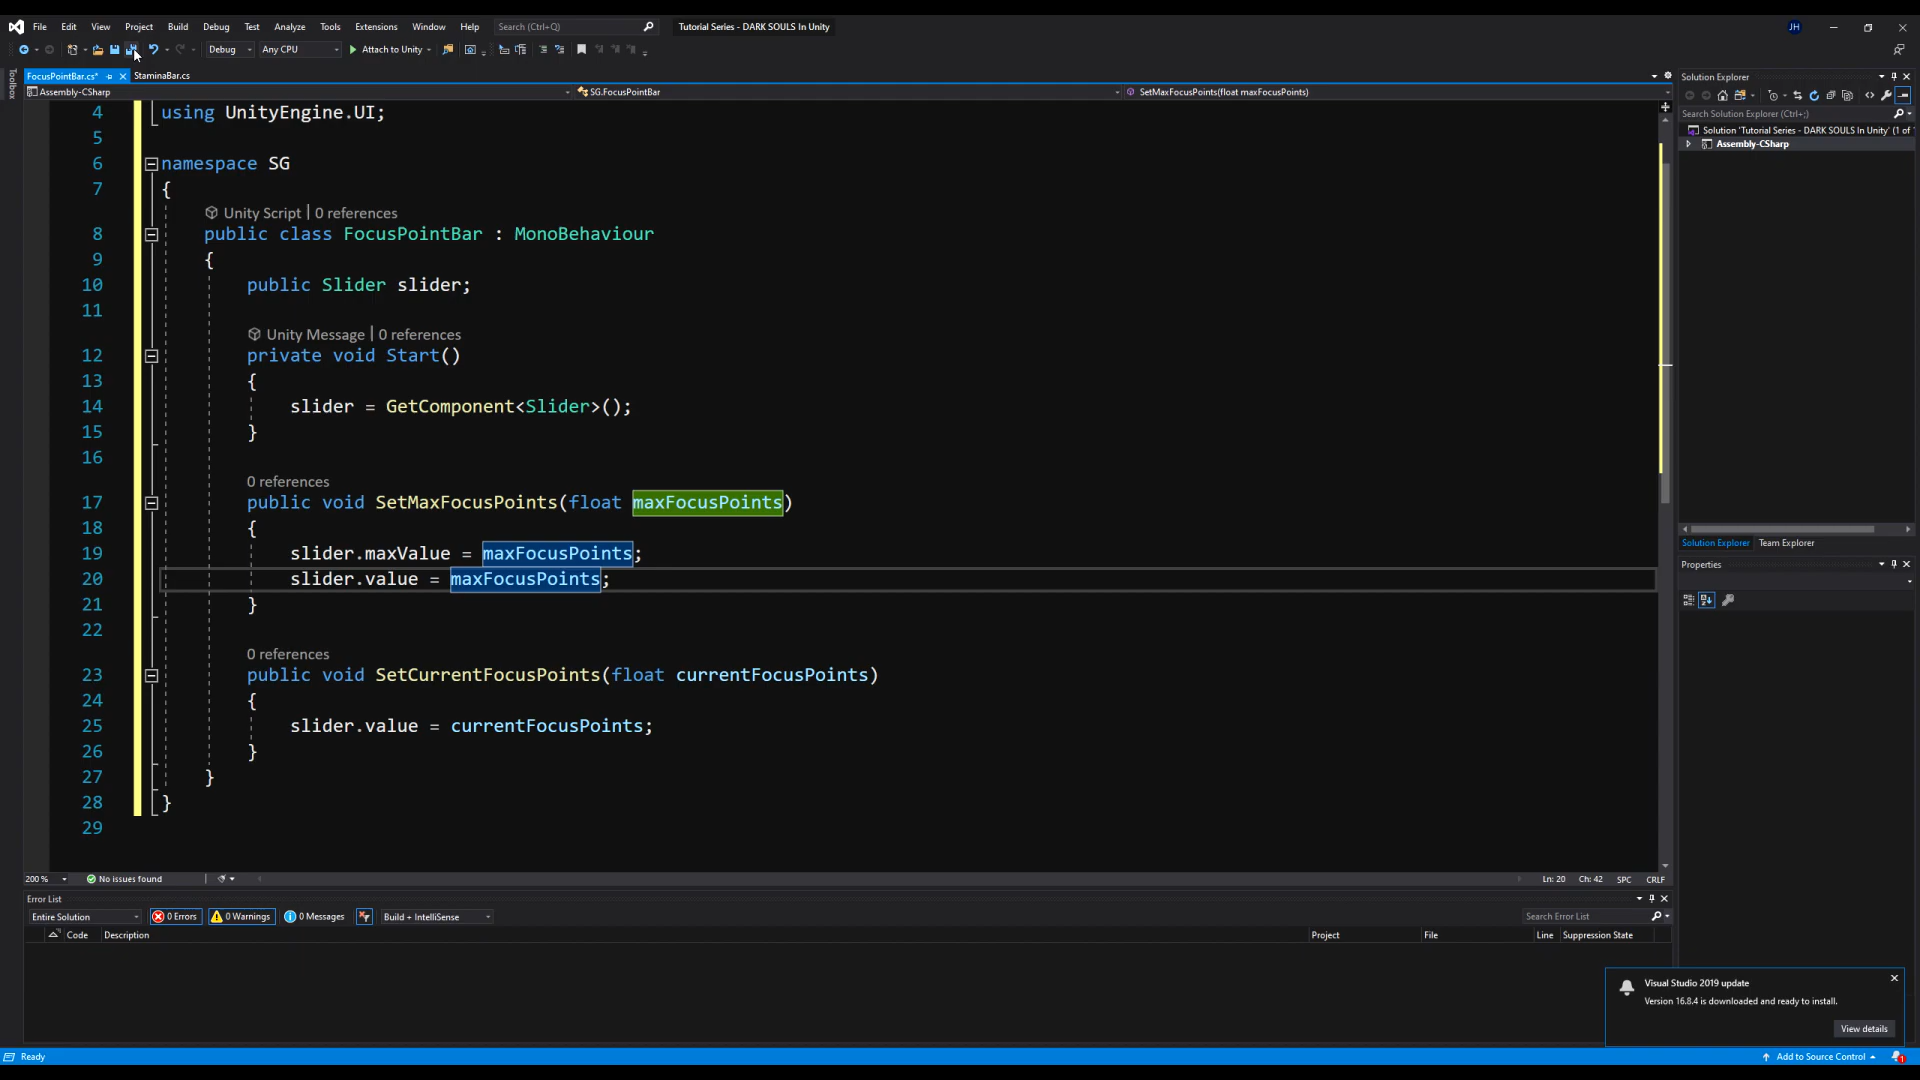 File Edit View Project Build Debug Test Analyze Tools Extensions Window Help Search (Ctrl+Q) Tutorial Series - DARK SOULS In Unity JH
Debug Any CPU Attach to Unity
FocusPointBar.cs* StaminaBar.cs
Assembly-CSharp SG.FocusPointBar SetMaxFocusPoints(float maxFocusPoints)
4 using UnityEngine.UI;
5
6 namespace SG
7 {
Unity Script | 0 references
8 public class FocusPointBar : MonoBehaviour
9 {
10 public Slider slider;
11
Unity Message | 0 references
12 private void Start()
13 {
14 slider = GetComponent<Slider>();
15 }
16
0 references
17 public void SetMaxFocusPoints(float maxFocusPoints)
18 {
19 slider.maxValue = maxFocusPoints;
20 slider.value = maxFocusPoints;
21 }
22
0 references
23 public void SetCurrentFocusPoints(float currentFocusPoints)
24 {
25 slider.value = currentFocusPoints;
26 }
27 }
28 }
29
200 % No issues found Ln: 20 Ch: 42 SPC CRLF
Error List
Entire Solution 0 Errors 0 Warnings 0 Messages Build + IntelliSense Search Error List
Code Description Project File Line Suppression State
Toolbox
Solution Explorer
Search Solution Explorer (Ctrl+;)
Solution 'Tutorial Series - DARK SOULS In Unity' (1 of
Assembly-CSharp
Solution Explorer Team Explorer
Properties
Visual Studio 2019 update
Version 16.8.4 is downloaded and ready to install.
View details
Ready Add to Source Control 1